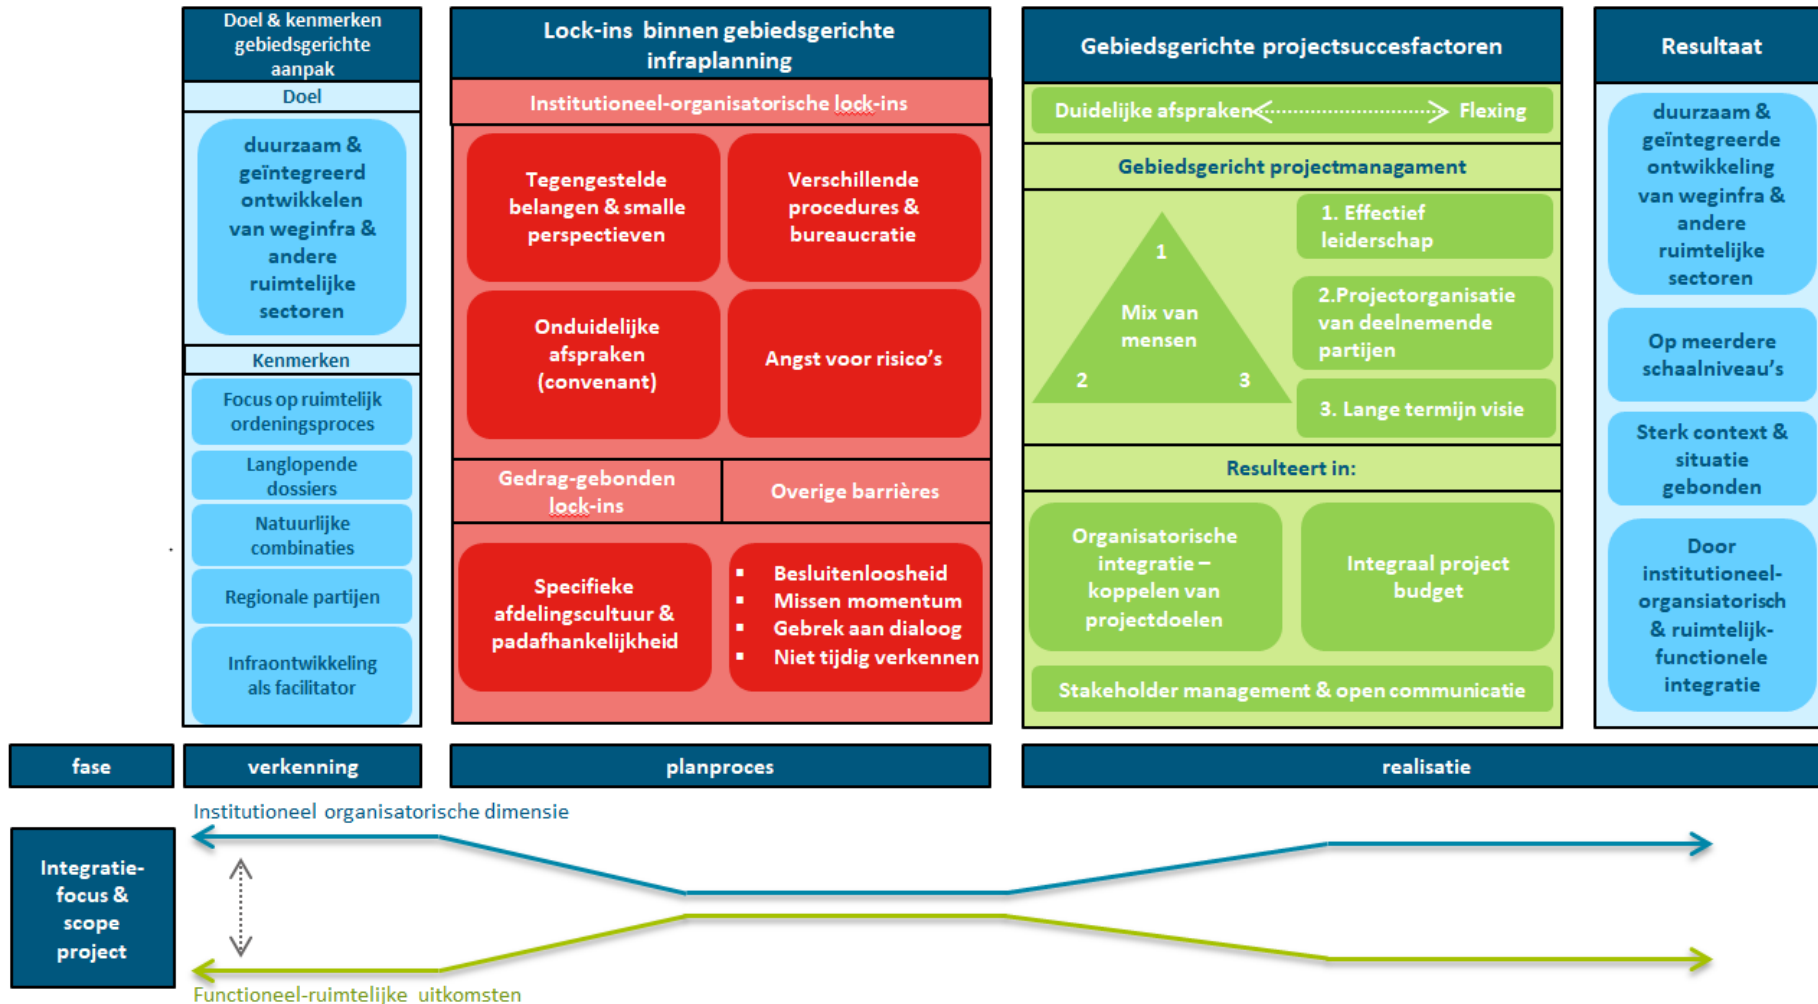 Doel & kenmerken
gebiedsgerichte
aanpak
Doel
duurzaam &
geïntegreerd
ontwikkelen
van weginfra &
andere
ruimtelijke
sectoren
Kenmerken
Focus op ruimtelijk
ordeningsproces
Langlopende
dossiers
Natuurlijke
combinaties
Regionale partijen
Infraontwikkeling
als facilitator
Lock-ins binnen gebiedsgerichte
infraplanning
Institutioneel-organisatorische lock-ins
Tegengestelde
belangen & smalle
perspectieven
Verschillende
procedures &
bureaucratie
Onduidelijke
afspraken
(convenant)
Angst voor risico's
Gedrag-gebonden
lock-ins
Overige barrières
Specifieke
afdelingscultuur &
padafhankelijkheid
▪ Besluitenloosheid
▪ Missen momentum
▪ Gebrek aan dialoog
▪ Niet tijdig verkennen
Gebiedsgerichte projectsuccesfactoren
Duidelijke afspraken Flexing
Gebiedsgericht projectmanagament
1
Mix van
mensen
2 3
1. Effectief
leiderschap
2.Projectorganisatie
van deelnemende
partijen
3. Lange termijn visie
Resulteert in:
Organisatorische
integratie –
koppelen van
projectdoelen
Integraal project
budget
Stakeholder management & open communicatie
Resultaat
duurzaam &
geïntegreerde
ontwikkeling
van weginfra &
andere
ruimtelijke
sectoren
Op meerdere
schaalniveau's
Sterk context &
situatie
gebonden
Door
institutioneel-
organsiatorisch
& ruimtelijk-
functionele
integratie
fase
verkenning
planproces
realisatie
Institutioneel organisatorische dimensie
Integratie-
focus &
scope
project
Functioneel-ruimtelijke uitkomsten